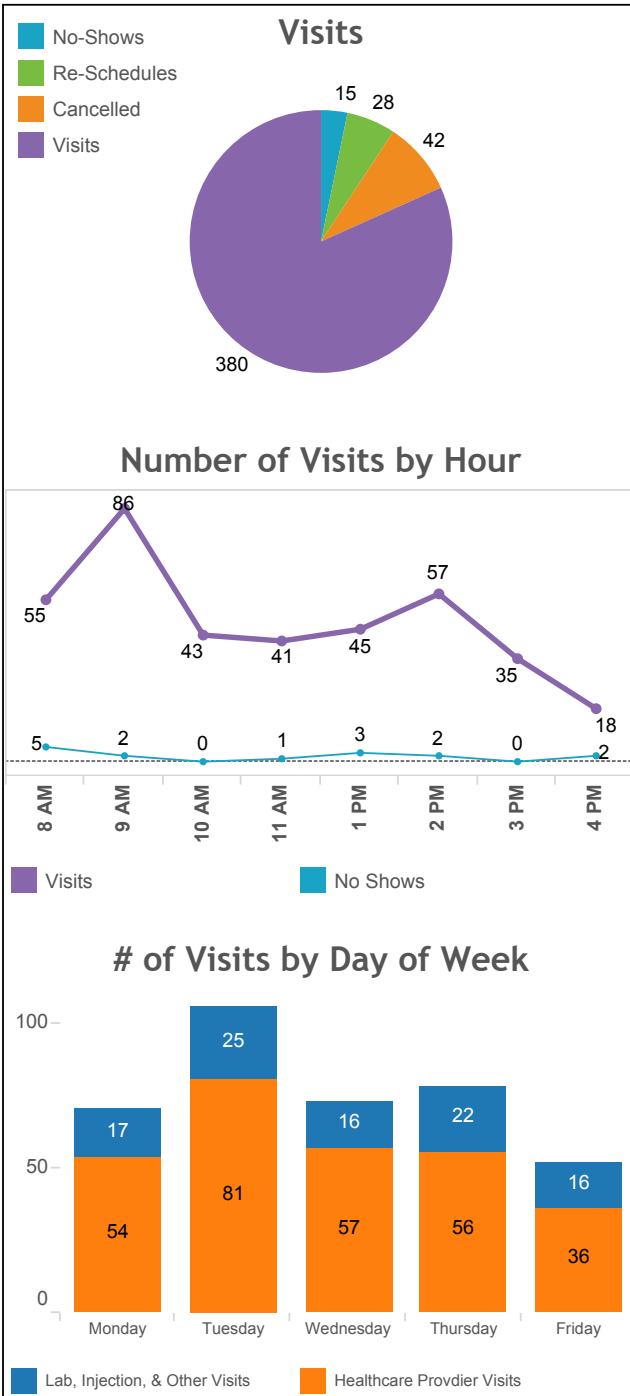 Visits
No-Shows
Re-Schedules
Cancelled
Visits
15
28
42
380
Number of Visits by Hour
86
55
43
41
45
57
35
18
5
2
0
1
3
2
0
2
8 AM
9 AM
10 AM
11 AM
1 PM
2 PM
3 PM
4 PM
Visits
No Shows
# of Visits by Day of Week
100
50
0
17
25
16
22
16
54
81
57
56
36
Monday
Tuesday
Wednesday
Thursday
Friday
Lab, Injection, & Other Visits
Healthcare Provdier Visits